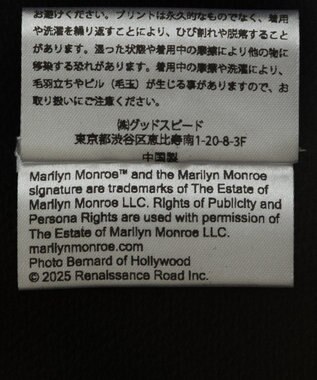 お避けください。プリントは永久的なものでなく、着用
や洗濯を繰り返すことにより、ひび割れや脱落すること
があります。湿った状態や着用中の摩擦により他の物に
移染する恐れがあります。着用中の摩擦や洗濯により、
毛羽立ちやピル（毛玉）が生じる事がありますので、お
取り扱いにご注意ください。
㈱グッドスピード
東京都渋谷区恵比寿南1-20-8-3F
中国製
Marilyn Monroe™ and the Marilyn Monroe
signature are trademarks of The Estate of
Marilyn Monroe LLC. Rights of Publicity and
Persona Rights are used with permission of
The Estate of Marilyn Monroe LLC.
marilynmonroe.com
Photo Bernard of Hollywood
© 2025 Renaissance Road Inc.